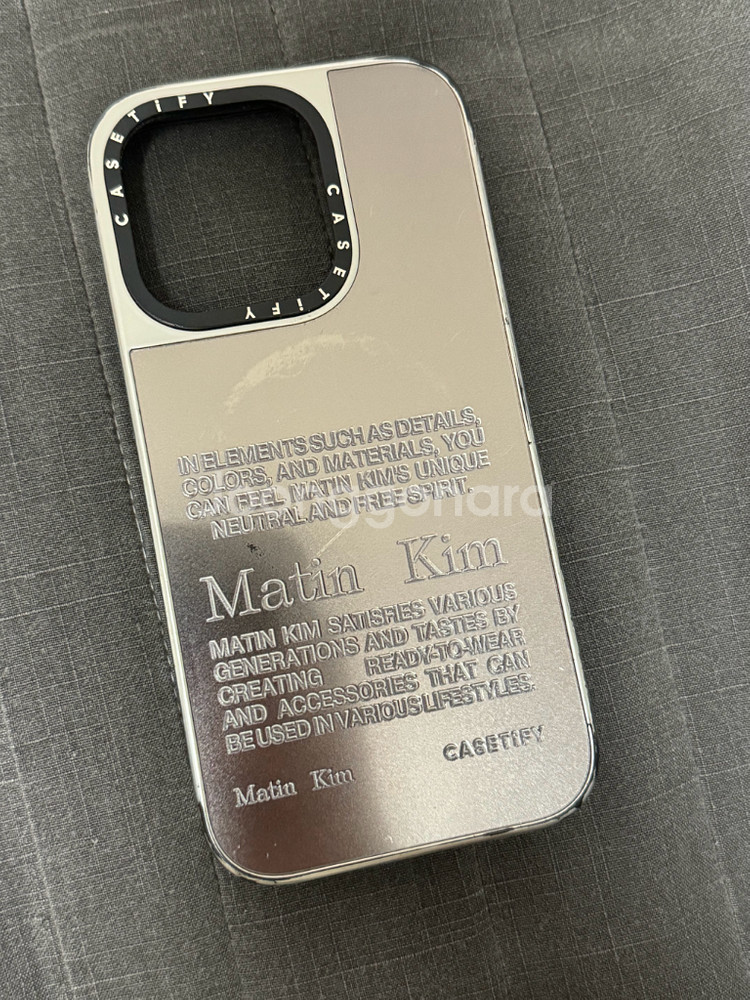 CASETiFY
CASETiFY
CASETiFY
IN ELEMENTS SUCH AS DETAILS,
COLORS, AND MATERIALS, YOU
CAN FEEL MATIN KIM'S UNIQUE
NEUTRAL AND FREE SPIRIT.
Matin Kim
MATIN KIM SATISFIES VARIOUS
GENERATIONS AND TASTES BY
CREATING READY-TO-WEAR
AND ACCESSORIES THAT CAN
BE USED IN VARIOUS LIFESTYLES.
CASETiFY
Matin Kim